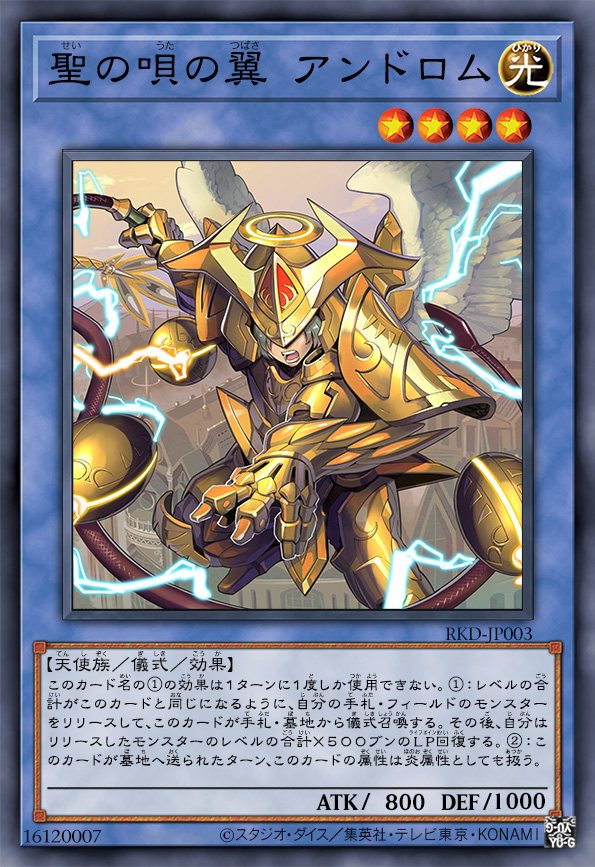 聖の唄の翼 アンドロム
光
RKD-JP003
【天使族／儀式／効果】
このカード名の①の効果は１ターンに１度しか使用できない。①：レベルの合
計がこのカードと同じになるように、自分の手札・フィールドのモンスター
をリリースして、このカードが手札・墓地から儀式召喚する。その後、自分は
リリースしたモンスターのレベルの合計×５００ブンのLP回復する。②：こ
のカードが墓地へ送られたターン、このカードの属性は炎属性としても扱う。
ATK/ 800 DEF/1000
16120007
©スタジオ・ダイス／集英社・テレビ東京・KONAMI